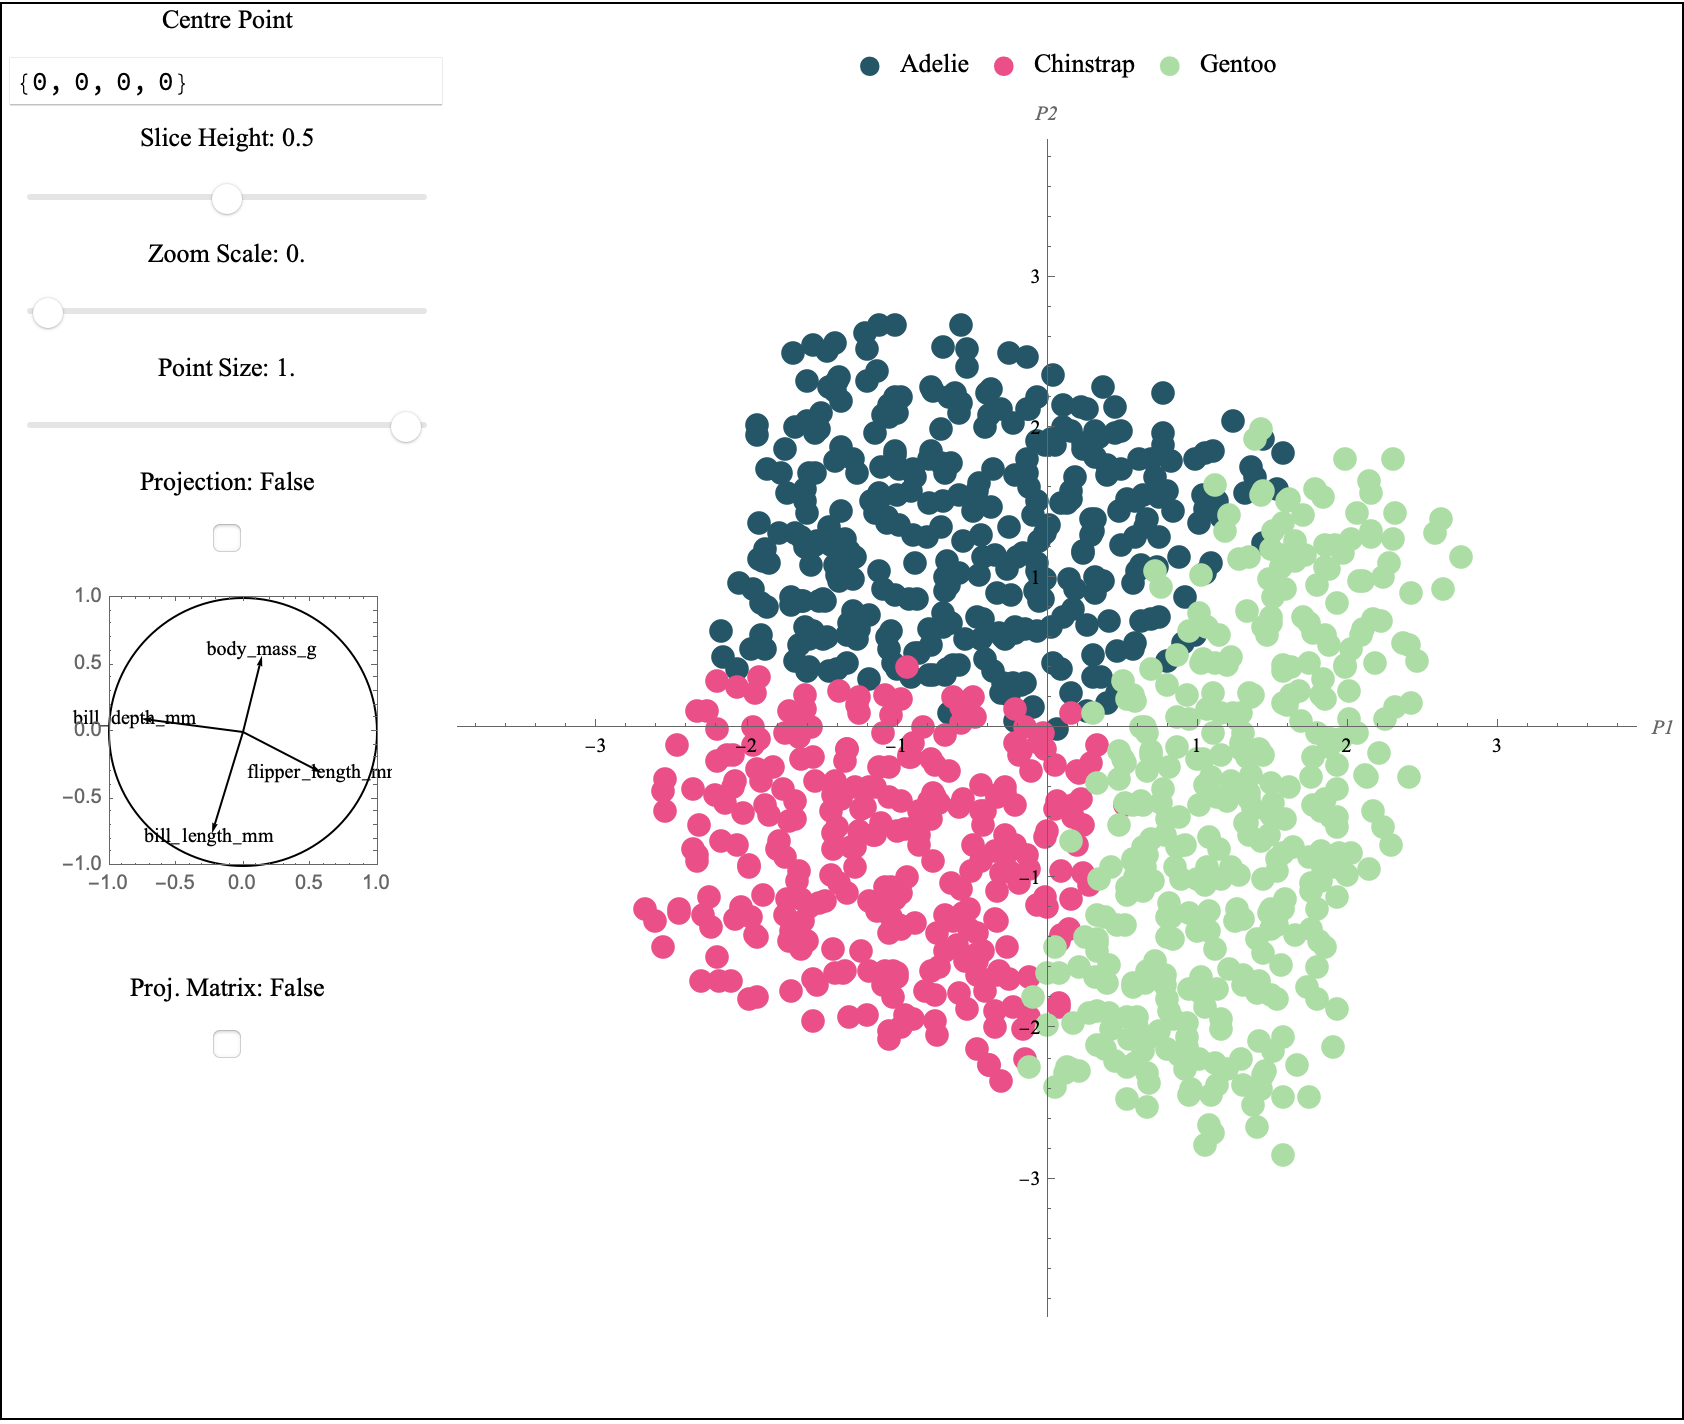 Centre Point
{0, 0, 0, 0}
Slice Height: 0.5
Zoom Scale: 0.
Point Size: 1.
Projection: False
1.0
0.5
0.0
−0.5
−1.0
−1.0 −0.5 0.0 0.5 1.0
body_mass_g
bill_depth_mm
flipper_length_mm
bill_length_mm
Proj. Matrix: False
Adelie Chinstrap Gentoo
P2
3
2
1
−3 −2 −1 1 2 3 P1
−1
−2
−3